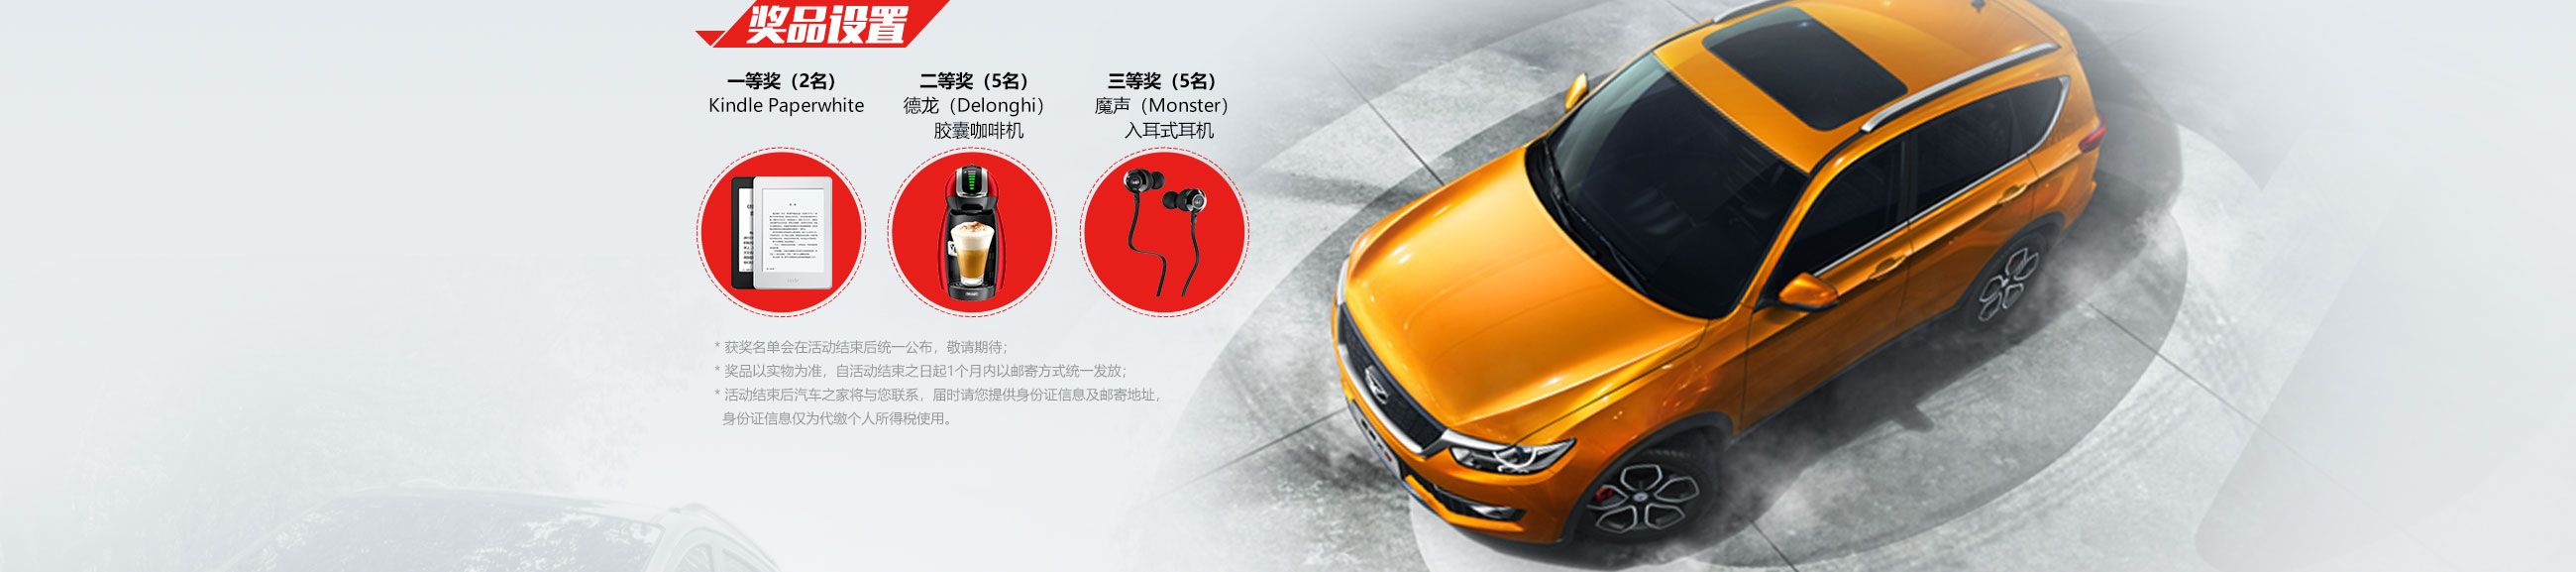 奖品设置
一等奖（2名）
Kindle Paperwhite
二等奖（5名）
德龙（Delonghi）
胶囊咖啡机
三等奖（5名）
魔声（Monster）
入耳式耳机
* 获奖名单会在活动结束后统一公布，敬请期待；
* 奖品以实物为准，自活动结束之日起1个月内以邮寄方式统一发放；
* 活动结束后汽车之家将与您联系，届时请您提供身份证信息及邮寄地址，
身份证信息仅为代缴个人所得税使用。